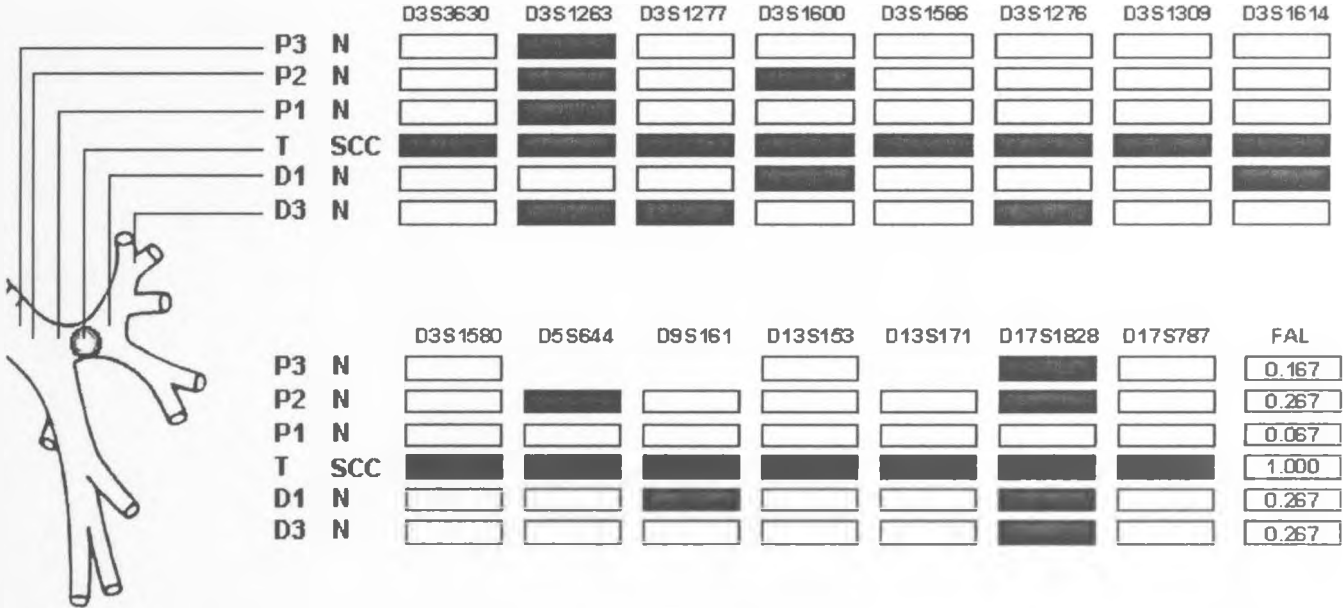 D3S3630 D3S1263 D3S1277 D3S1600 D3S1566 D3S1276 D3S1309 D3S1614
P3 N
P2 N
P1 N
T SCC
D1 N
D3 N
D3S1580 D5S644 D9S161 D13S153 D13S171 D17S1828 D17S787 FAL
P3 N 0.167
P2 N 0.267
P1 N 0.067
T SCC 1.000
D1 N 0.267
D3 N 0.267